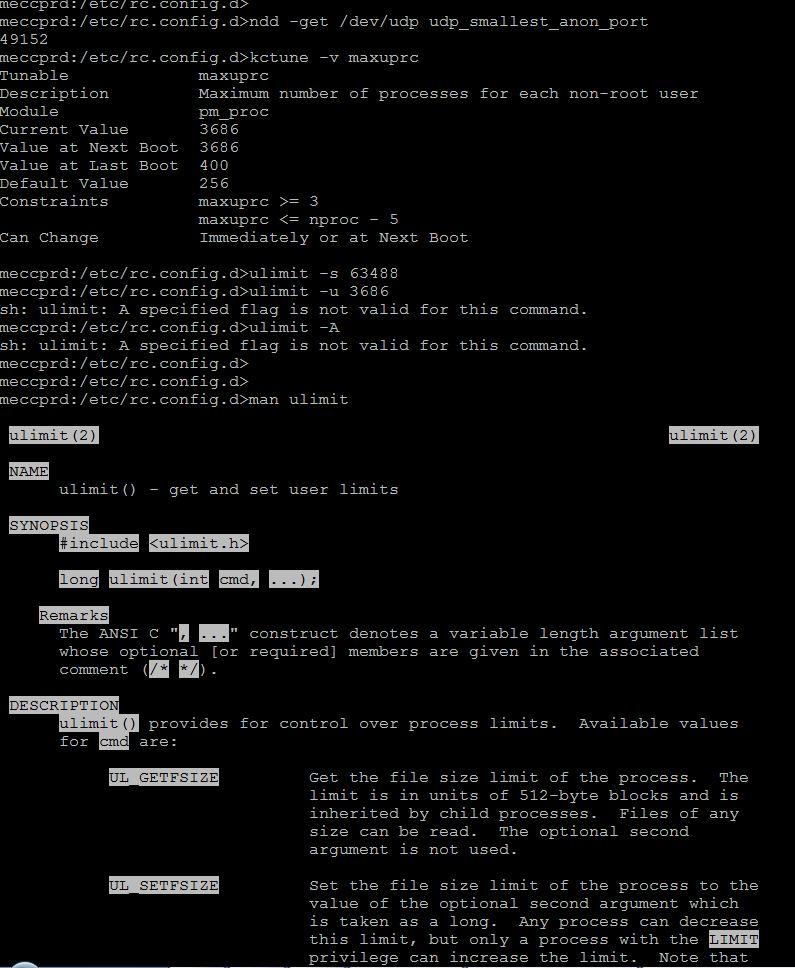 meccprd:/etc/rc.config.d>
meccprd:/etc/rc.config.d>ndd -get /dev/udp udp_smallest_anon_port
49152
meccprd:/etc/rc.config.d>kctune -v maxuprc
Tunable maxuprc
Description Maximum number of processes for each non-root user
Module pm_proc
Current Value 3686
Value at Next Boot 3686
Value at Last Boot 400
Default Value 256
Constraints maxuprc >= 3
maxuprc <= nproc - 5
Can Change Immediately or at Next Boot
meccprd:/etc/rc.config.d>ulimit -s 63488
meccprd:/etc/rc.config.d>ulimit -u 3686
sh: ulimit: A specified flag is not valid for this command.
meccprd:/etc/rc.config.d>ulimit -A
sh: ulimit: A specified flag is not valid for this command.
meccprd:/etc/rc.config.d>
meccprd:/etc/rc.config.d>
meccprd:/etc/rc.config.d>man ulimit
ulimit(2) ulimit(2)
NAME
ulimit() - get and set user limits
SYNOPSIS
#include <ulimit.h>
long ulimit(int cmd, ...);
Remarks
The ANSI C ", ..." construct denotes a variable length argument list
whose optional [or required] members are given in the associated
comment (/* */).
DESCRIPTION
ulimit() provides for control over process limits. Available values
for cmd are:
UL_GETFSIZE Get the file size limit of the process. The
limit is in units of 512-byte blocks and is
inherited by child processes. Files of any
size can be read. The optional second
argument is not used.
UL_SETFSIZE Set the file size limit of the process to the
value of the optional second argument which
is taken as a long. Any process can decrease
this limit, but only a process with the LIMIT
privilege can increase the limit. Note that